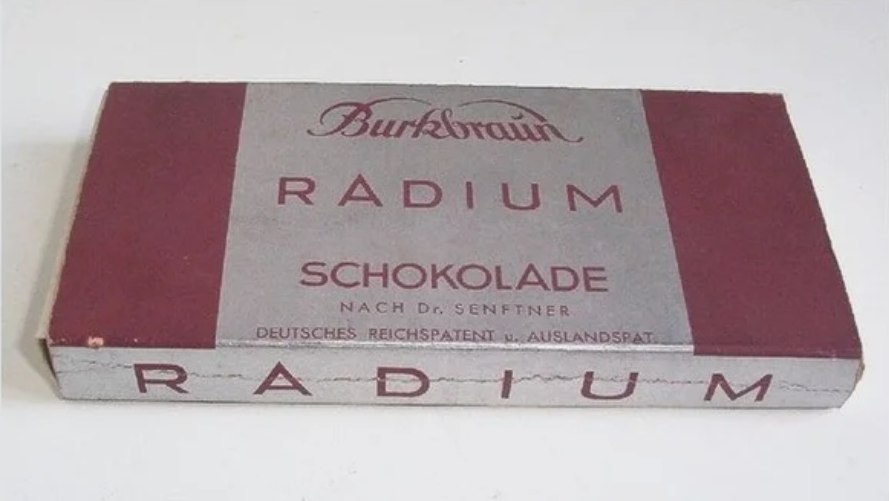 Burkbraun
RADIUM
SCHOKOLADE
NACH Dr. SENFTNER
DEUTSCHES REICHSPATENT u. AUSLANDSPAT.
RADIUM